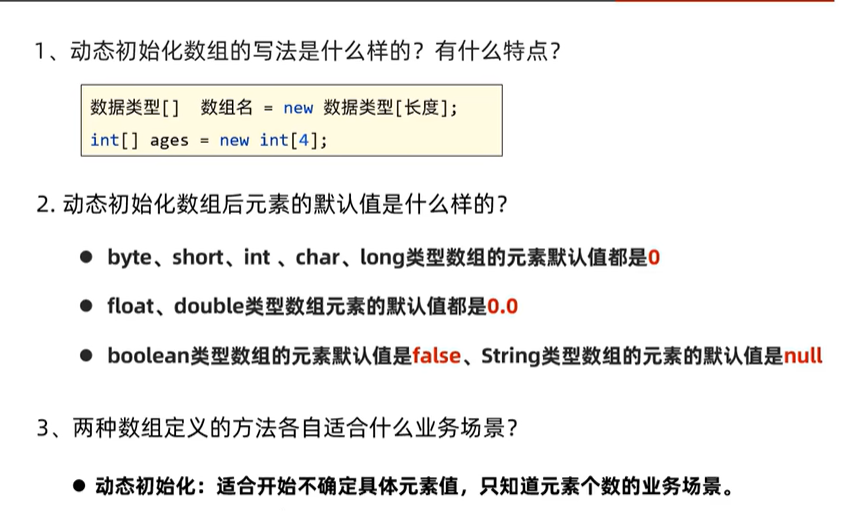 1、动态初始化数组的写法是什么样的？有什么特点？
数据类型[] 数组名 = new 数据类型[长度];
int[] ages = new int[4];
2. 动态初始化数组后元素的默认值是什么样的？
● byte、short、int 、char、long类型数组的元素默认值都是0
● float、double类型数组元素的默认值都是0.0
● boolean类型数组的元素默认值是false、String类型数组的元素的默认值是null
3、两种数组定义的方法各自适合什么业务场景？
● 动态初始化：适合开始不确定具体元素值，只知道元素个数的业务场景。